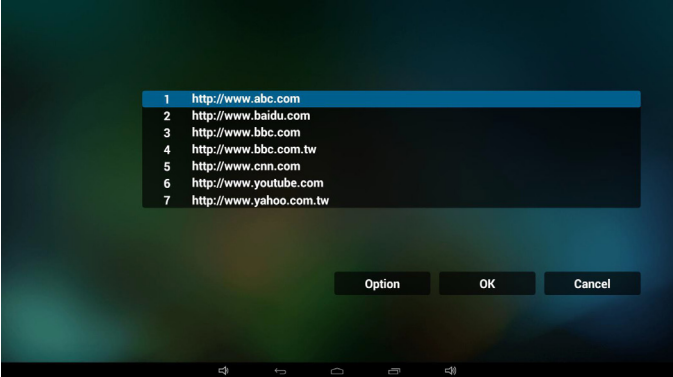 1 http://www.abc.com
2 http://www.baidu.com
3 http://www.bbc.com
4 http://www.bbc.com.tw
5 http://www.cnn.com
6 http://www.youtube.com
7 http://www.yahoo.com.tw
Option OK Cancel